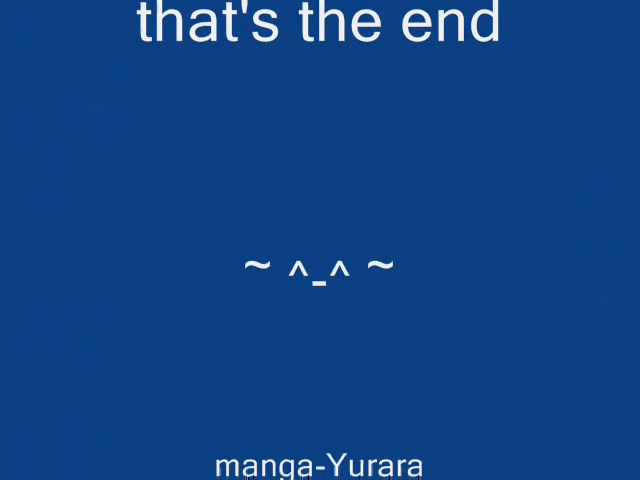 that's the end
~ ^-^ ~
manga-Yurara